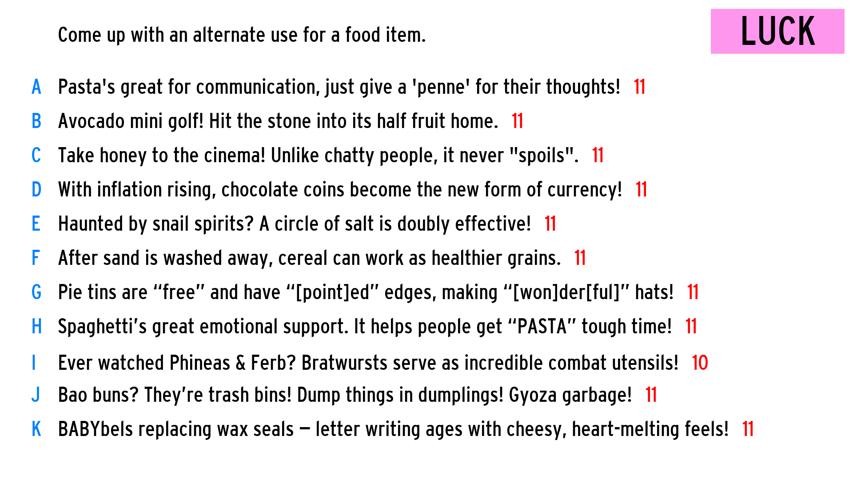 Come up with an alternate use for a food item.
LUCK
A Pasta's great for communication, just give a 'penne' for their thoughts! 11
B Avocado mini golf! Hit the stone into its half fruit home. 11
C Take honey to the cinema! Unlike chatty people, it never "spoils". 11
D With inflation rising, chocolate coins become the new form of currency! 11
E Haunted by snail spirits? A circle of salt is doubly effective! 11
F After sand is washed away, cereal can work as healthier grains. 11
G Pie tins are “free” and have “[point]ed” edges, making “[won]der[ful]” hats! 11
H Spaghetti’s great emotional support. It helps people get “PASTA” tough time! 11
I Ever watched Phineas & Ferb? Bratwursts serve as incredible combat utensils! 10
J Bao buns? They’re trash bins! Dump things in dumplings! Gyoza garbage! 11
K BABYbels replacing wax seals – letter writing ages with cheesy, heart-melting feels! 11